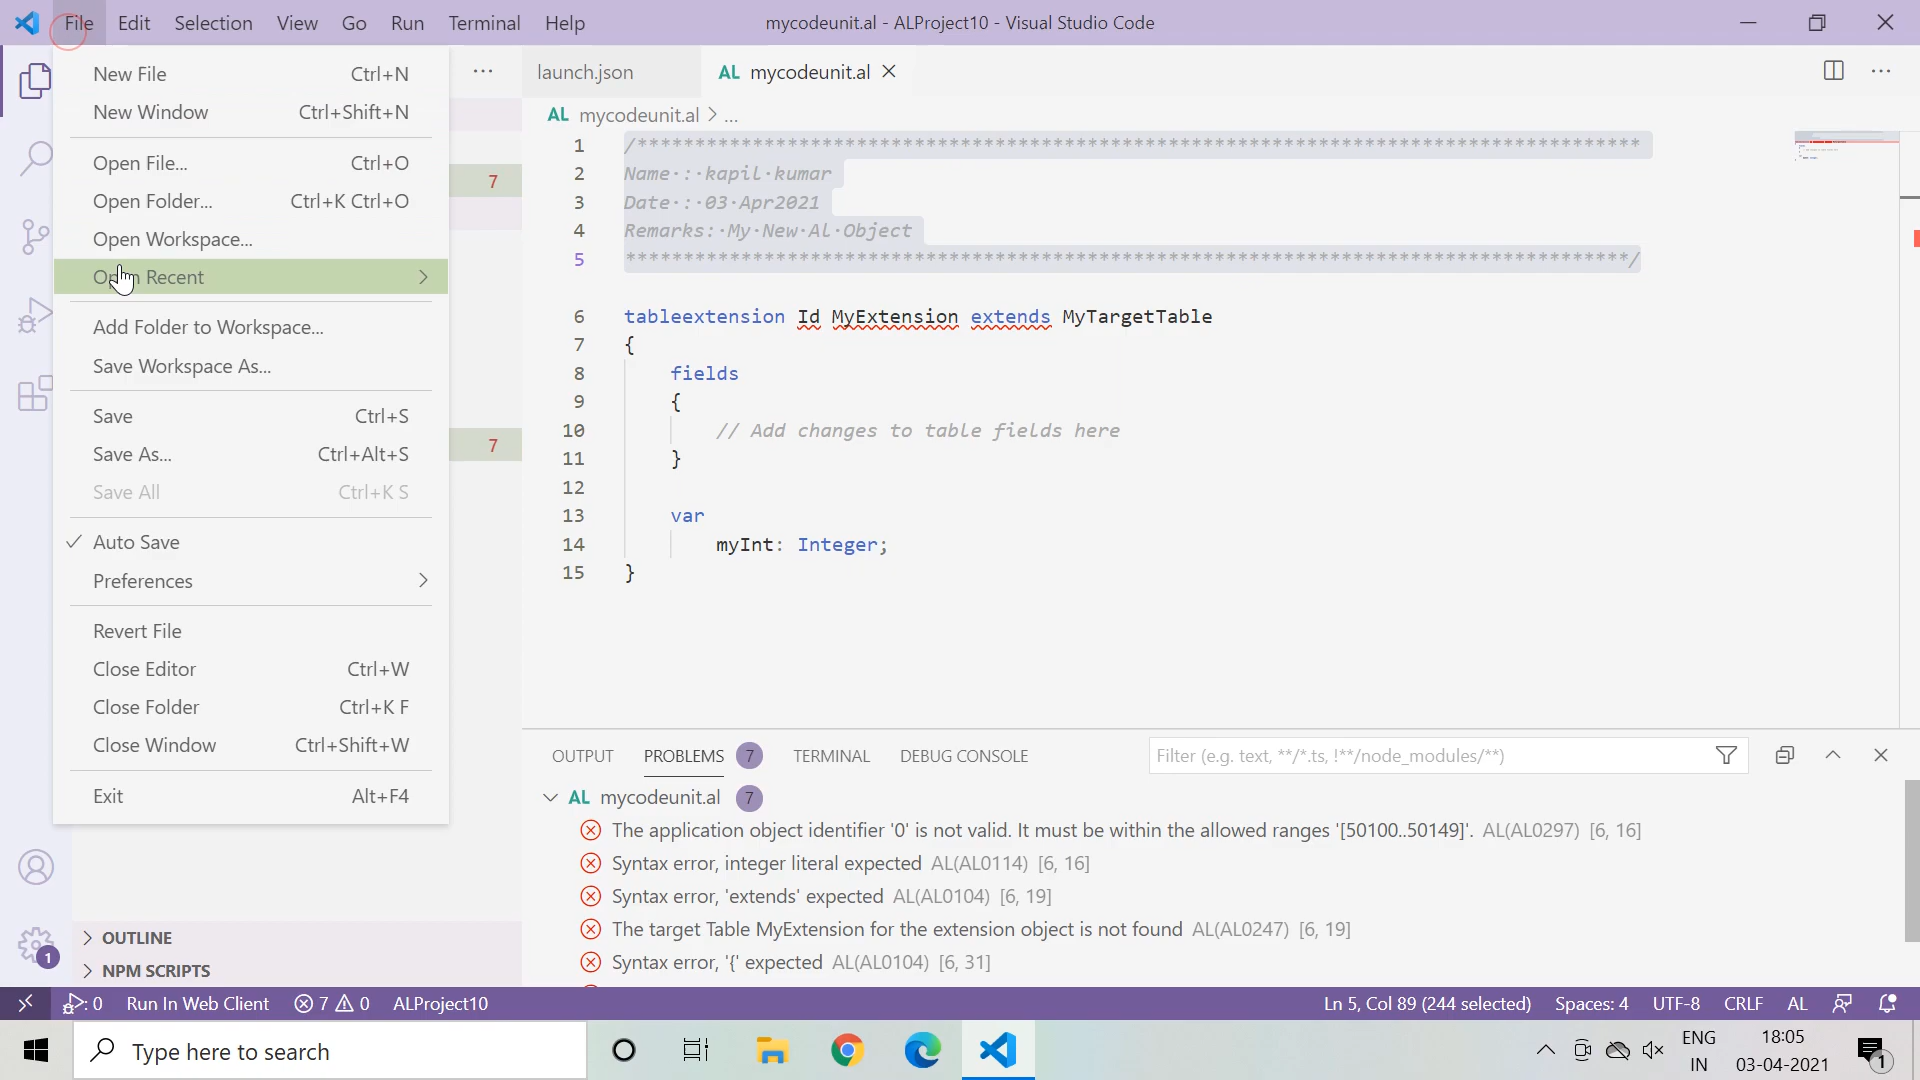 File Edit Selection View Go Run Terminal Help
mycodeunit.al - ALProject10 - Visual Studio Code
New File Ctrl+N
New Window Ctrl+Shift+N
Open File... Ctrl+O
Open Folder... Ctrl+K Ctrl+O
Open Workspace...
Open Recent
Add Folder to Workspace...
Save Workspace As...
Save Ctrl+S
Save As... Ctrl+Alt+S
Save All Ctrl+K S
Auto Save
Preferences
Revert File
Close Editor Ctrl+W
Close Folder Ctrl+K F
Close Window Ctrl+Shift+W
Exit Alt+F4
7
7
OUTLINE
NPM SCRIPTS
1
launch.json
AL mycodeunit.al
AL mycodeunit.al > ...
1
2 Name : kapil kumar
3 Date : 03 Apr2021
4 Remarks: My New Al Object
5
6 tableextension Id MyExtension extends MyTargetTable
7 {
8 fields
9 {
10 // Add changes to table fields here
11 }
12
13 var
14 myInt: Integer;
15 }
OUTPUT PROBLEMS 7 TERMINAL DEBUG CONSOLE
Filter (e.g. text, **/*.ts, !**/node_modules/**)
AL mycodeunit.al 7
The application object identifier '0' is not valid. It must be within the allowed ranges '[50100..50149]'. AL(AL0297) [6, 16]
Syntax error, integer literal expected AL(AL0114) [6, 16]
Syntax error, 'extends' expected AL(AL0104) [6, 19]
The target Table MyExtension for the extension object is not found AL(AL0247) [6, 19]
Syntax error, '{' expected AL(AL0104) [6, 31]
: 0 Run In Web Client 7 0 ALProject10
Ln 5, Col 89 (244 selected) Spaces: 4 UTF-8 CRLF AL
Type here to search
ENG
IN
18:05
03-04-2021
1